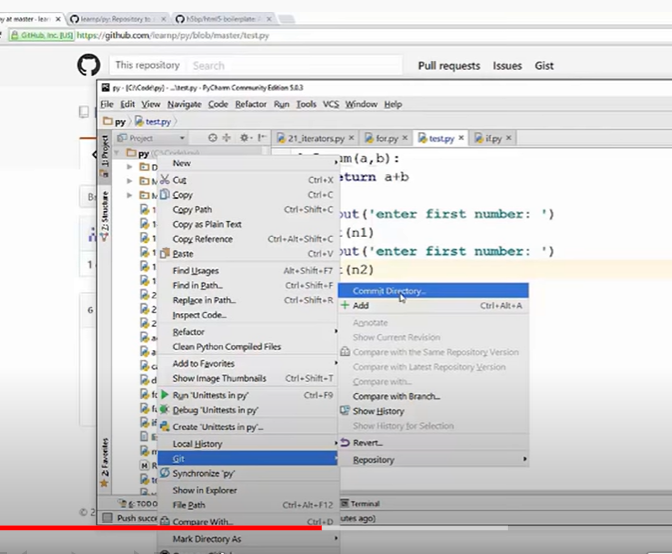 py at master · lear
learnp/py: Repository to
h5bp/html5-boilerplate
GitHub, Inc. [US] https://github.com/learnp/py/blob/master/test.py
This repository Search Pull requests Issues Gist
py - [C:\Code\py] - ...\test.py - PyCharm Community Edition 5.0.3
File Edit View Navigate Code Refactor Run Tools VCS Window Help
py test.py
Project 21_iterators.py for.py test.py if.py
1: Project
Z: Structure
2: Favorites
py
(a,b):
return a+b
put('enter first number: ')
t(n1)
put('enter first number: ')
t(n2)
New
Cut Ctrl+X
Copy Ctrl+C
Copy Path Ctrl+Shift+C
Copy as Plain Text
Copy Reference Ctrl+Alt+Shift+C
Paste Ctrl+V
Find Usages Alt+Shift+F7
Find in Path... Ctrl+Shift+F
Replace in Path... Ctrl+Shift+R
Inspect Code...
Refactor
Clean Python Compiled Files
Add to Favorites
Show Image Thumbnails Ctrl+Shift+T
Run 'Unittests in py' Ctrl+F9
Debug 'Unittests in py'
Create 'Unittests in py'...
Local History
Git
Synchronize 'py'
Show in Explorer
File Path Ctrl+Alt+F12
Compare With... Ctrl+D
Mark Directory As
Commit Directory...
Add Ctrl+Alt+A
Annotate
Show Current Revision
Compare with the Same Repository Version
Compare with Latest Repository Version
Compare with...
Compare with Branch...
Show History
Show History for Selection
Revert...
Repository
6: TODO
Terminal
Push succ
utes ago)